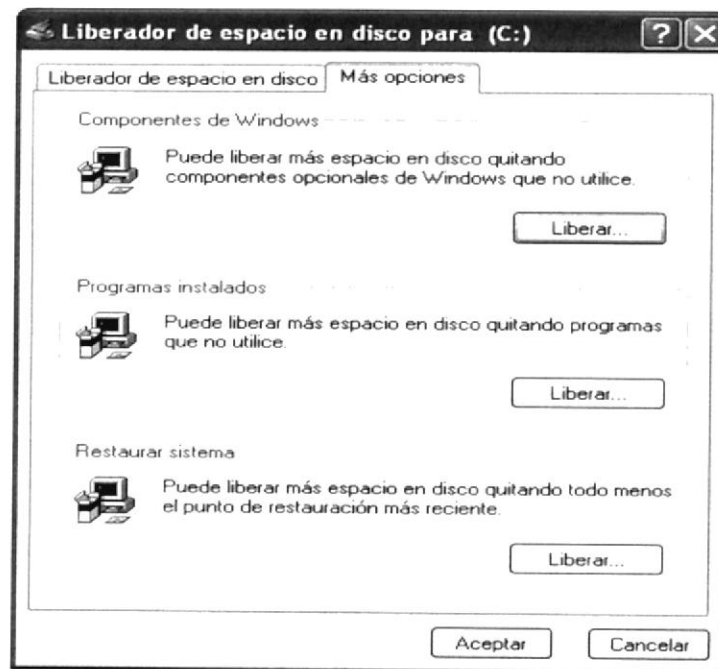 Liberador de espacio en disco para (C:)
Liberador de espacio en disco
Más opciones
Componentes de Windows
Puede liberar más espacio en disco quitando
componentes opcionales de Windows que no utilice.
Liberar...
Programas instalados
Puede liberar más espacio en disco quitando programas
que no utilice.
Liberar...
Restaurar sistema
Puede liberar más espacio en disco quitando todo menos
el punto de restauración más reciente.
Liberar...
Aceptar
Cancelar